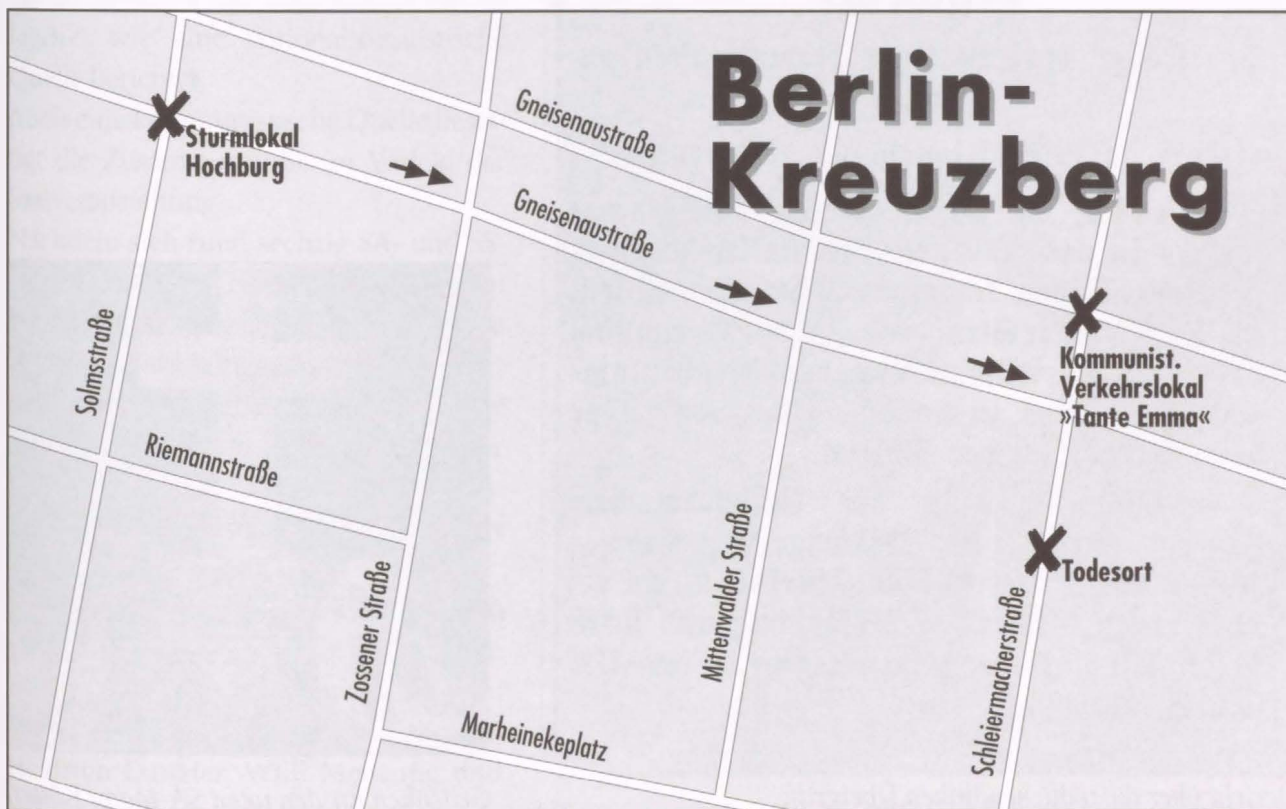 Berlin-
Kreuzberg
Gneisenaustraße
Sturmlokal
Hochburg
Gneisenaustraße
Kommunist.
Verkehrslokal
»Tante Emma«
Solmsstraße
Riemannstraße
Zossener Straße
Mittenwalder Straße
Todesort
Schleiermacherstraße
Marheinekeplatz